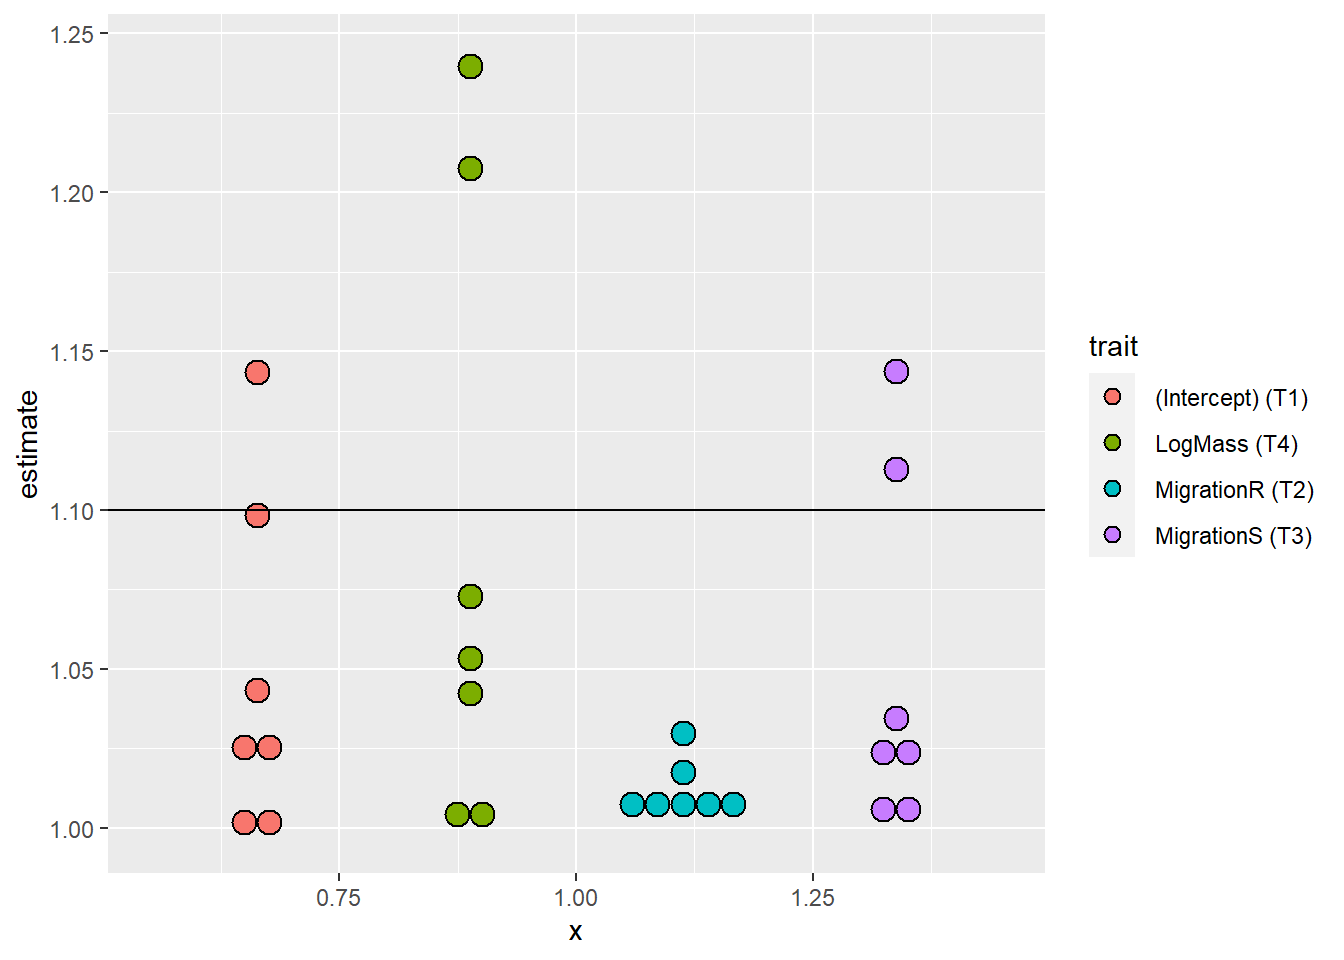 1.25
1.20
1.15
1.10
1.05
1.00
estimate
0.75
1.00
1.25
x
trait
(Intercept) (T1)
LogMass (T4)
MigrationR (T2)
MigrationS (T3)